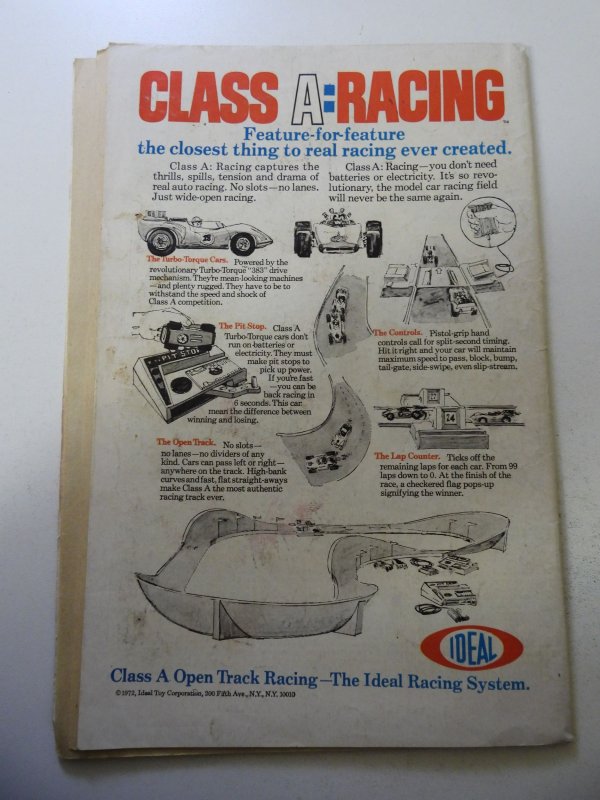 CLASS A:RACING
Feature-for-feature
the closest thing to real racing ever created.
Class A: Racing captures the
thrills, spills, tension and drama of
real auto racing. No slots—no lanes.
Just wide-open racing.
Class A: Racing—you don't need
batteries or electricity. It's so revo-
lutionary, the model car racing field
will never be the same again.
The Turbo-Torque Cars. Powered by the
revolutionary Turbo-Torque "383" drive
mechanism. They're mean-looking machines
—and plenty rugged. They have to be to
withstand the speed and shock of
Class A competition.
The Pit Stop. Class A
Turbo-Torque cars don't
run on batteries or
electricity. They must
make pit stops to
pick up power.
If you're fast
—you can be
back racing in
6 seconds. This can
mean the difference between
winning and losing.
PIT STOP
The Controls. Pistol-grip hand
controls call for split-second timing.
Hit it right and your car will maintain
maximum speed to pass, block, bump,
tail-gate, side-swipe, even slip-stream.
24
The Open Track. No slots—
no lanes—no dividers of any
kind. Cars can pass left or right—
anywhere on the track. High-bank
curves and fast, flat straight-aways
make Class A the most authentic
racing track ever.
The Lap Counter. Ticks off the
remaining laps for each car. From 99
laps down to 0. At the finish of the
race, a checkered flag pops-up
signifying the winner.
IDEAL
Class A Open Track Racing—The Ideal Racing System.
©1972, Ideal Toy Corporation, 200 Fifth Ave., N.Y., N.Y. 10010